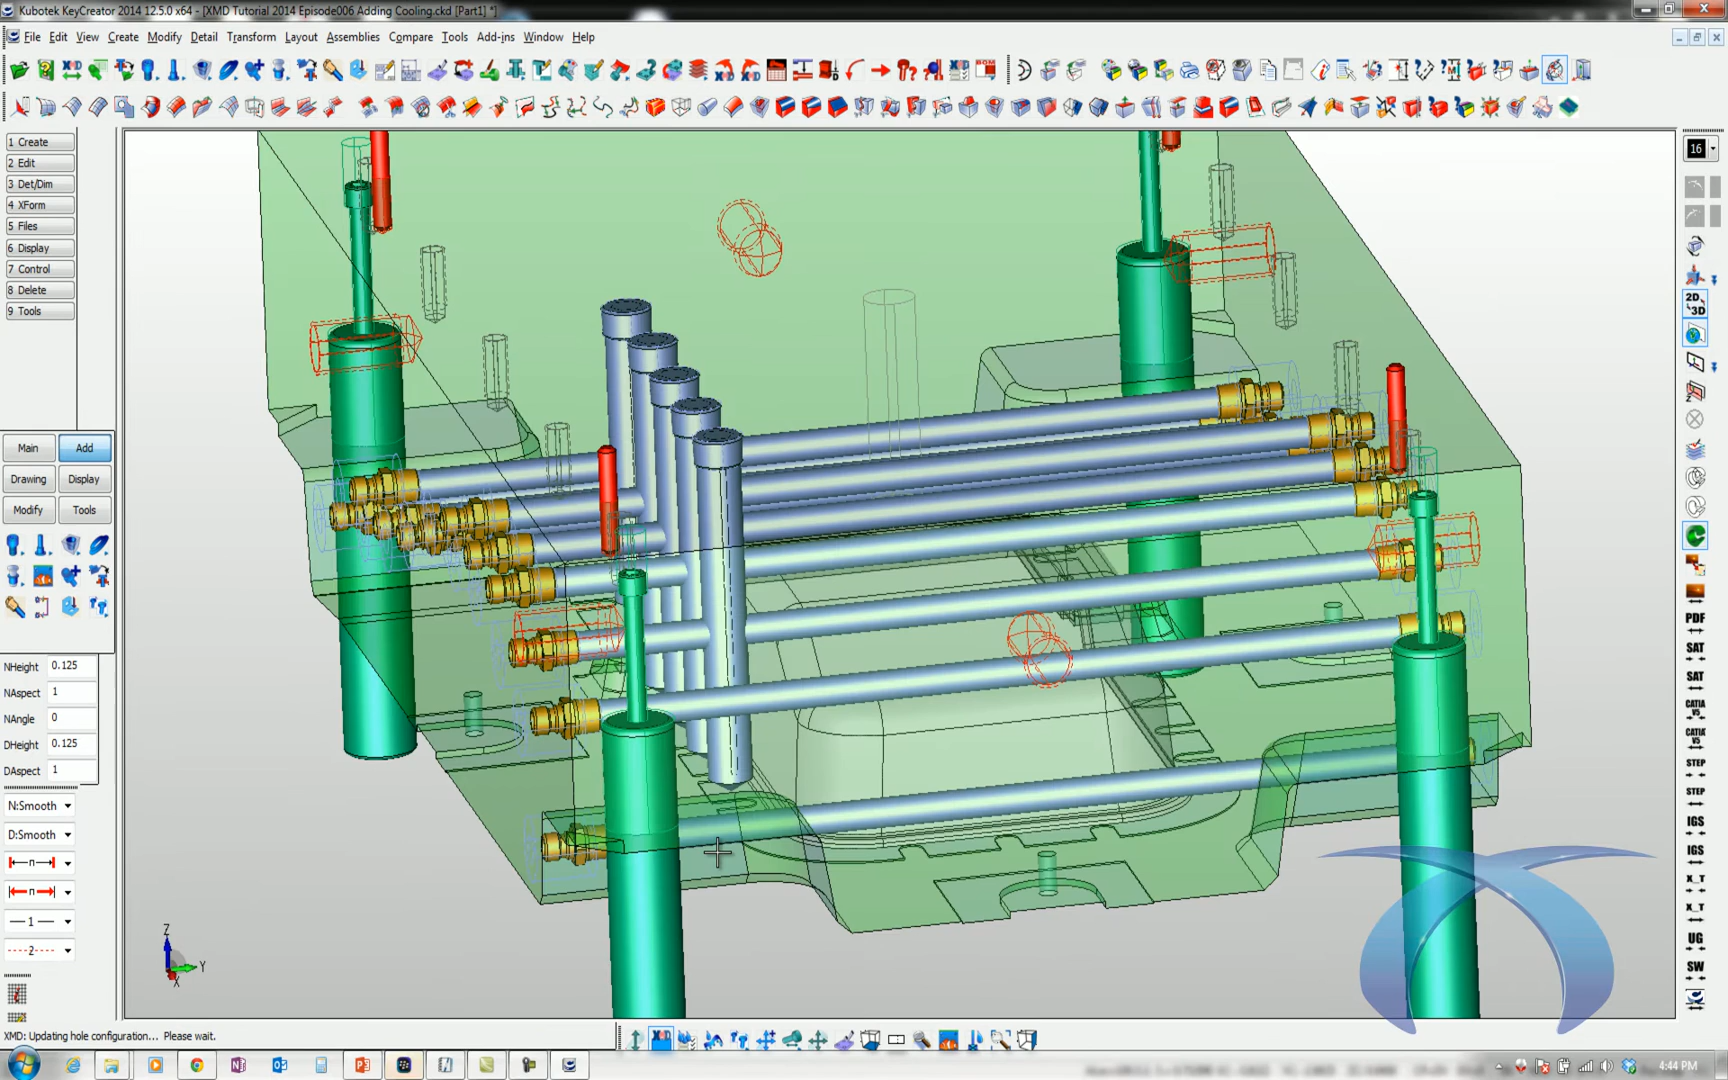 Kubotek KeyCreator 2014 12.5.0 x64 - [XMD Tutorial 2014 Episode006 Adding Cooling.ckd [Part1] *]
File Edit View Create Modify Detail Transform Layout Assemblies Compare Tools Add-ins Window Help
1 Create
2 Edit
3 Det/Dim
4 XForm
5 Files
6 Display
7 Control
8 Delete
9 Tools
Main Add
Drawing Display
Modify Tools
NHeight 0.125
NAspect 1
NAngle 0
DHeight 0.125
DAspect 1
N:Smooth
D:Smooth
n
n
1
2
Z
Y
X
16
2D
3D
PDF
SAT
SAT
CATIA V5
CATIA V5
STEP
STEP
IGS
IGS
X_T
X_T
UG
SW
XMD: Updating hole configuration... Please wait.
4:44 PM